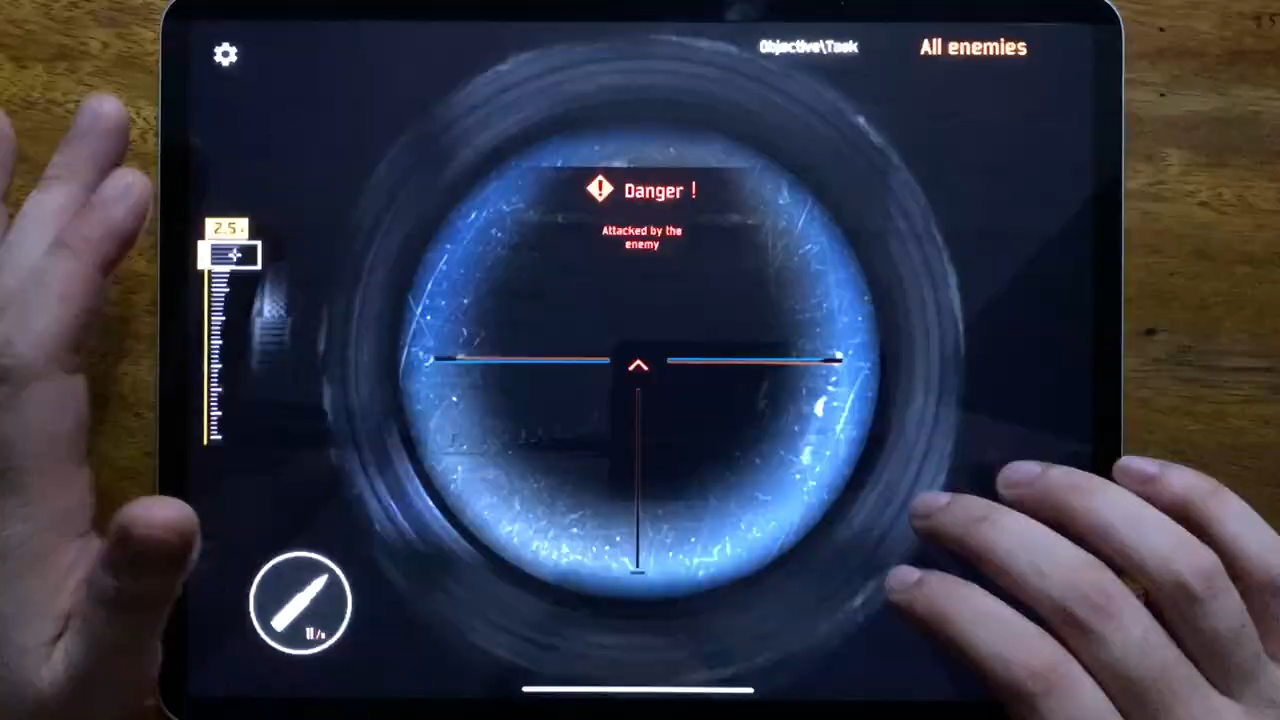 Objective\Task
All enemies
Danger !
Attacked by the
enemy
2.5